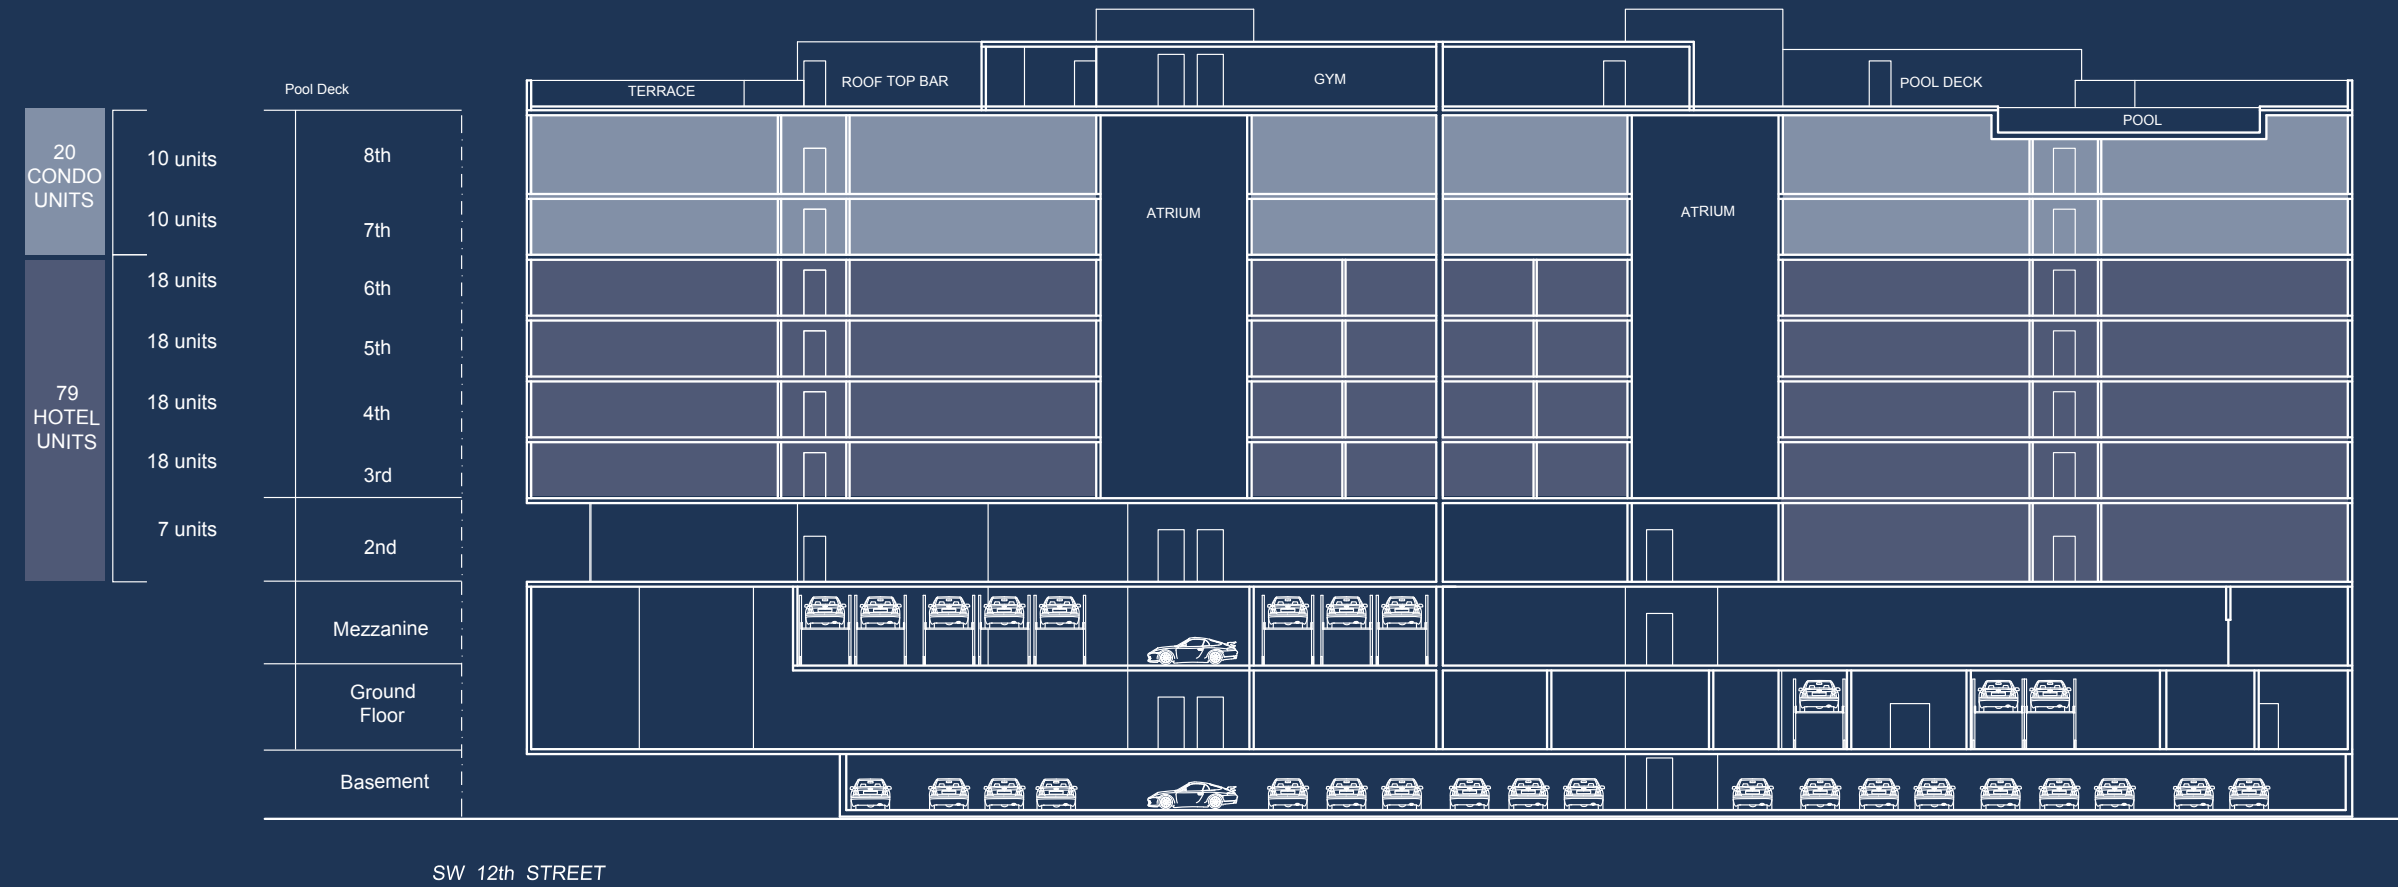 Pool Deck
TERRACE
ROOF TOP BAR
GYM
POOL DECK
POOL
20
CONDO
UNITS
10 units
8th
10 units
7th
ATRIUM
ATRIUM
18 units
6th
18 units
5th
79
HOTEL
UNITS
18 units
4th
18 units
3rd
7 units
2nd
Mezzanine
Ground
Floor
Basement
SW 12th STREET